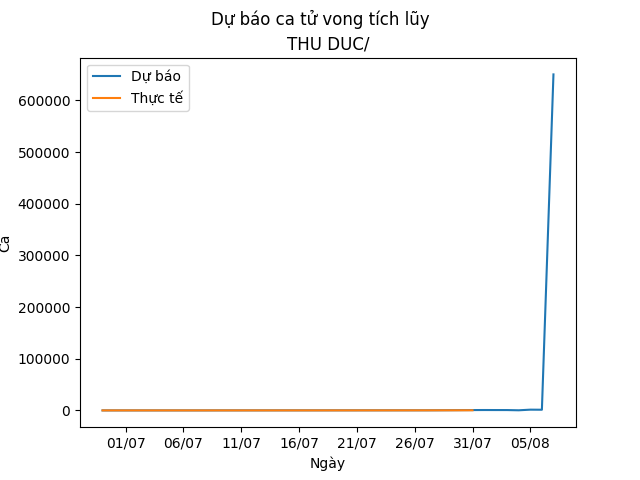 Dự báo ca tử vong tích lũy
THU DUC/
Dự báo
Thực tế
600000
500000
400000
300000
200000
100000
0
Ca
01/07 06/07 11/07 16/07 21/07 26/07 31/07 05/08
Ngày